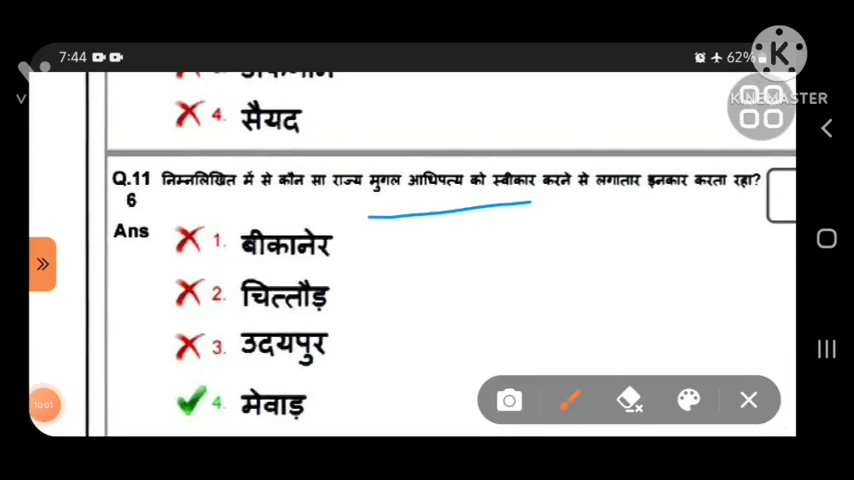 7:44
62%
KINEMASTER
4. सैयद
Q.11 निम्नलिखित में से कौन सा राज्य मुगल आधिपत्य को स्वीकार करने से लगातार इनकार करता रहा?
6
Ans
1. बीकानेर
2. चित्तौड़
3. उदयपुर
4. मेवाड़
10:01